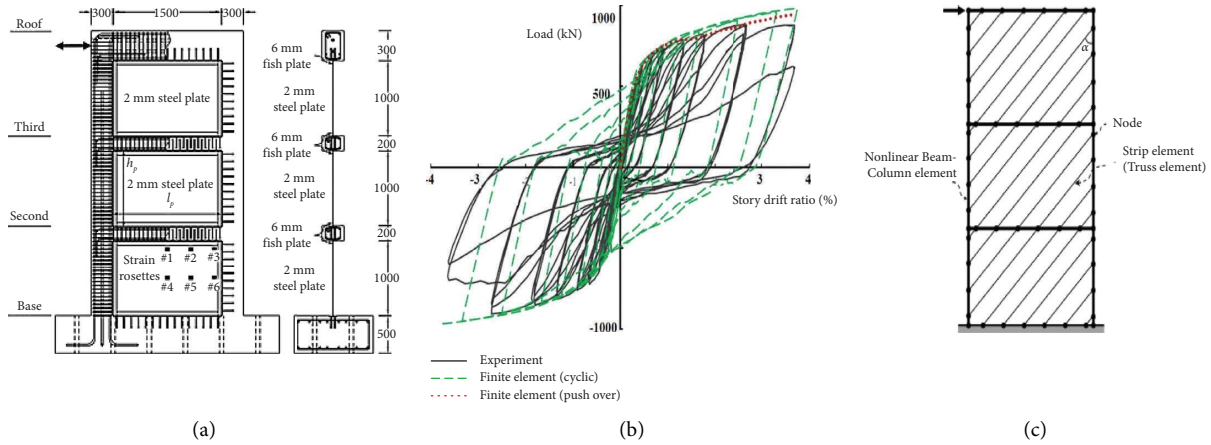 300
1500
300
Roof
Third
Second
Base
2 mm steel plate
h_p
2 mm steel plate
l_p
Strain
rosettes
#1
#2
#3
#4
#5
#6
6 mm
fish plate
2 mm
steel plate
6 mm
fish plate
2 mm
steel plate
6 mm
fish plate
2 mm
steel plate
300
1000
200
1000
200
1000
500
(a)
1000
Load (kN)
500
-4
-3
-1
1
3
4
Story drift ratio (%)
-1000
Experiment
Finite element (cyclic)
Finite element (push over)
(b)
α
Node
Strip element
(Truss element)
Nonlinear Beam-
Column element
(c)